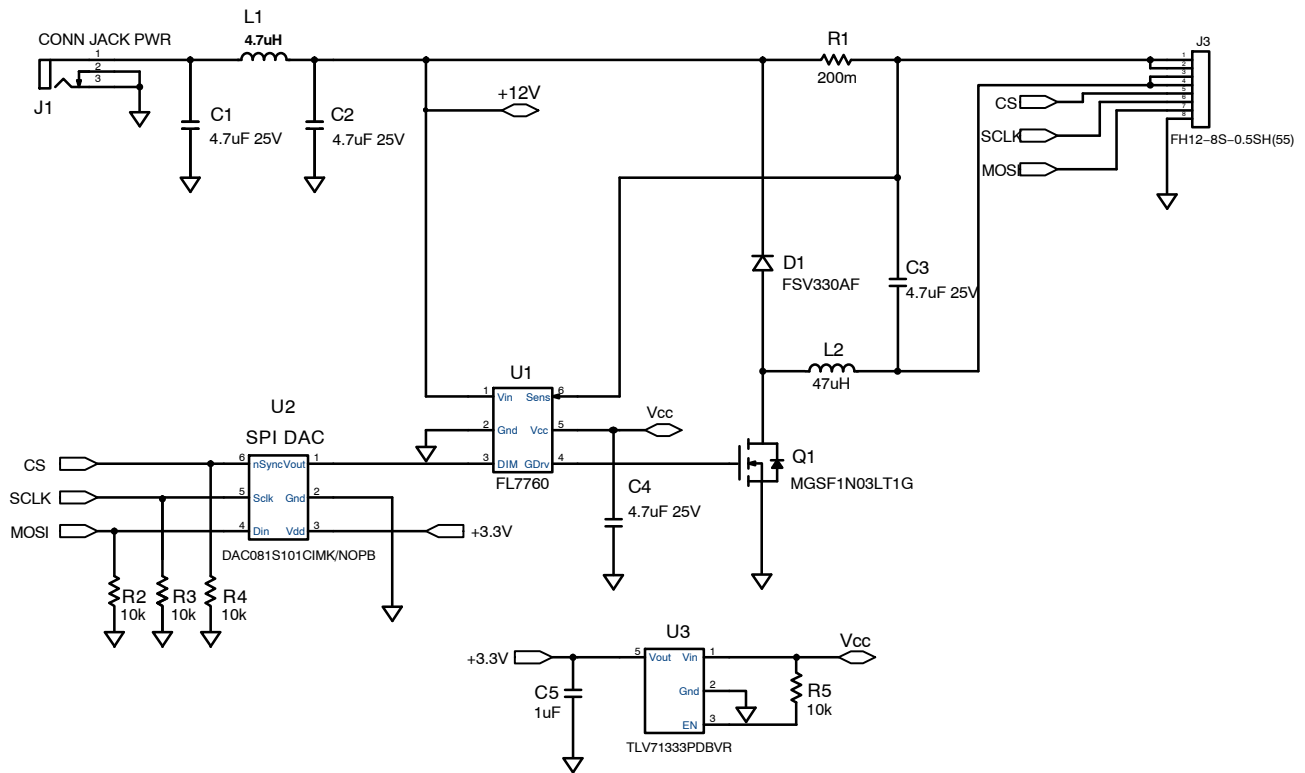 L1
4.7uH
CONN JACK PWR
1
2
3
J1
C1
4.7uF 25V
C2
4.7uF 25V
+12V
R1
200m
J3
1
2
3
4
5
6
7
8
CS
SCLK
MOSI
FH12-8S-0.5SH(55)
D1
FSV330AF
C3
4.7uF 25V
L2
47uH
U1
1 Vin Sens 6
2 Gnd Vcc 5
3 DIM GDrv 4
FL7760
Vcc
C4
4.7uF 25V
Q1
MGSF1N03LT1G
U2
SPI DAC
CS
6 nSync Vout 1
SCLK
5 Sclk Gnd 2
MOSI
4 Din Vdd 3
+3.3V
DAC081S101CIMK/NOPB
R2
10k
R3
10k
R4
10k
U3
+3.3V
5 Vout Vin 1
Gnd 2
EN 3
Vcc
C5
1uF
R5
10k
TLV71333PDBVR